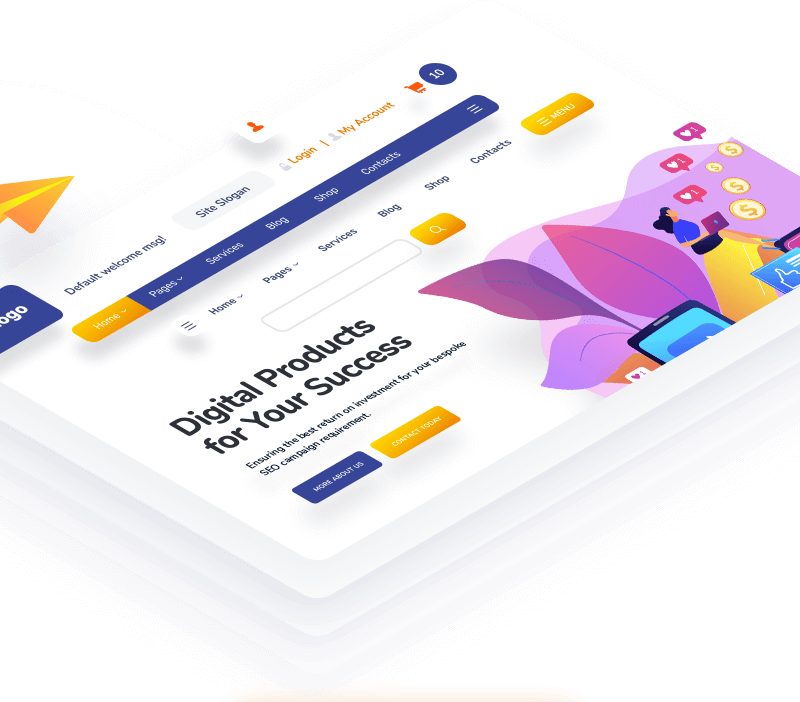 10
Login | My Account
MENU
Site Slogan
Default welcome msg!
logo
Home Pages Services Blog Shop Contacts
Home Pages Services Blog Shop Contacts
Digital Products
for Your Success
Ensuring the best return on investment for your bespoke
SEO campaign requirement.
MORE ABOUT US
CONTACT TODAY
1
1
1
1